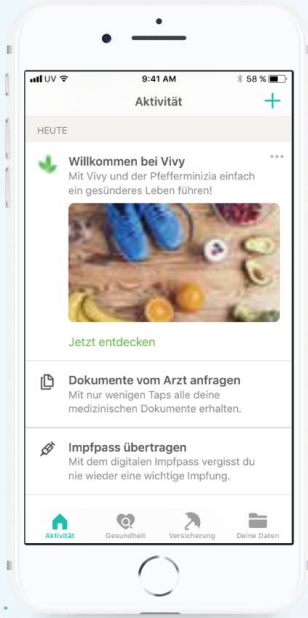 UV 9:41 AM 58 %
Aktivität
HEUTE
Willkommen bei Vivy
Mit Vivy und der Pfefferminizia einfach
ein gesünderes Leben führen!
Jetzt entdecken
Dokumente vom Arzt anfragen
Mit nur wenigen Taps alle deine
medizinischen Dokumente erhalten.
Impfpass übertragen
Mit dem digitalen Impfpass vergisst du
nie wieder eine wichtige Impfung.
Aktivität Gesundheit Versicherung Deine Daten